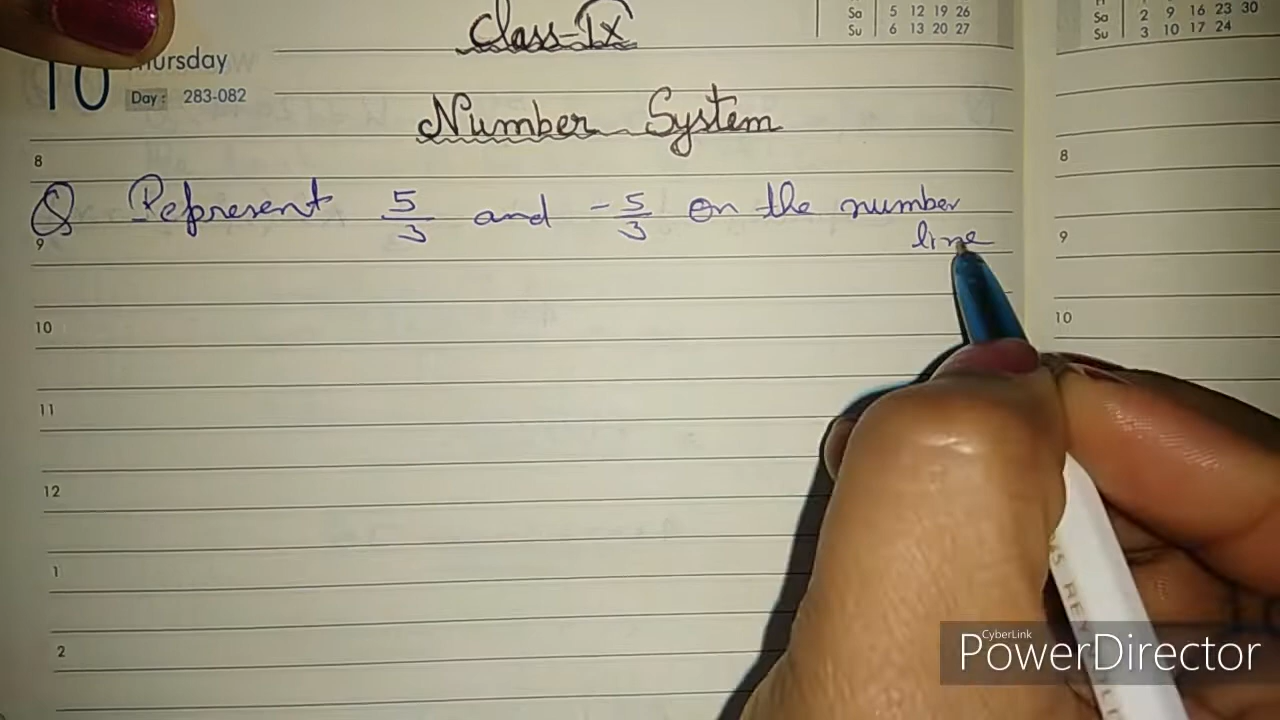 Class-IX
Sa 5 12 19 26
Su 6 13 20 27
Sa 2 9 16 23 30
Su 3 10 17 24
10 Thursday
Day: 283-082
Number System
8
8
Q Represent 5/3 and -5/3 on the number
line
9
9
10
10
11
12
1
2
CyberLink
PowerDirector